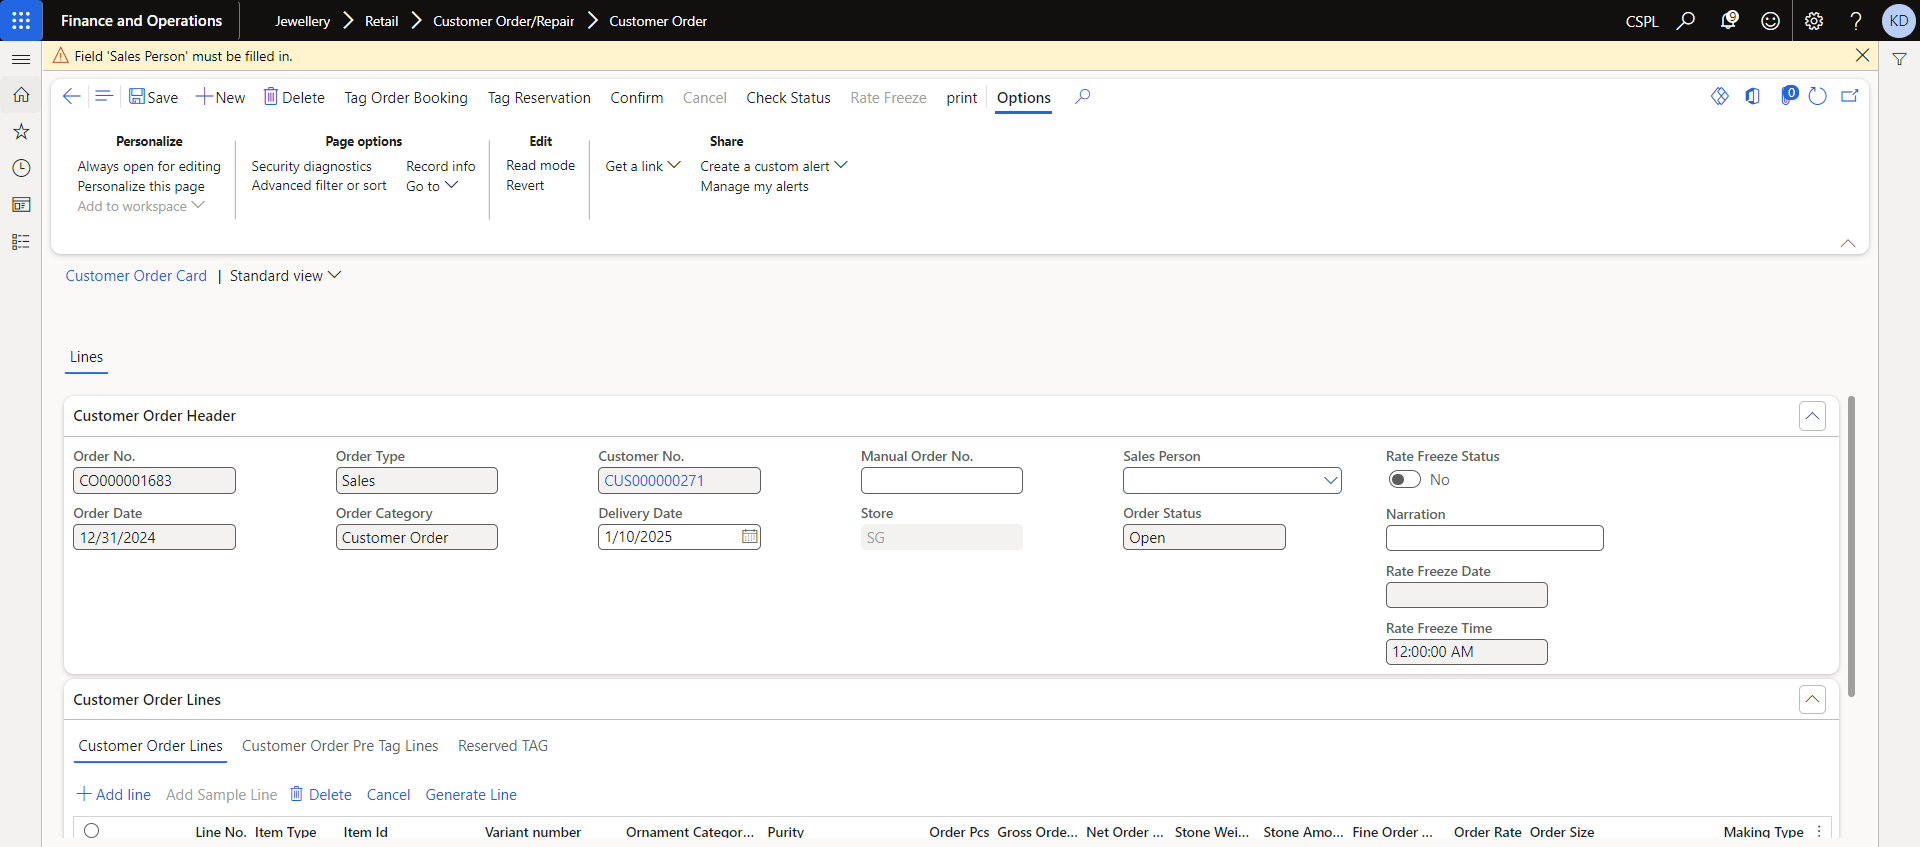 Finance and Operations
Jewellery
Retail
Customer Order/Repair
Customer Order
CSPL
9
KD
Field 'Sales Person' must be filled in.
Save
New
Delete
Tag Order Booking
Tag Reservation
Confirm
Cancel
Check Status
Rate Freeze
print
Options
0
Personalize
Always open for editing
Personalize this page
Add to workspace
Page options
Security diagnostics
Advanced filter or sort
Record info
Go to
Edit
Read mode
Revert
Get a link
Share
Create a custom alert
Manage my alerts
Customer Order Card | Standard view
Lines
Customer Order Header
Order No.
CO000001683
Order Type
Sales
Customer No.
CUS000000271
Manual Order No.
Sales Person
Rate Freeze Status
No
Order Date
12/31/2024
Order Category
Customer Order
Delivery Date
1/10/2025
Store
SG
Order Status
Open
Narration
Rate Freeze Date
Rate Freeze Time
12:00:00 AM
Customer Order Lines
Customer Order Lines
Customer Order Pre Tag Lines
Reserved TAG
Add line
Add Sample Line
Delete
Cancel
Generate Line
Line No.
Item Type
Item Id
Variant number
Ornament Categor...
Purity
Order Pcs
Gross Orde...
Net Order ...
Stone Wei...
Stone Amo...
Fine Order ...
Order Rate
Order Size
Making Type